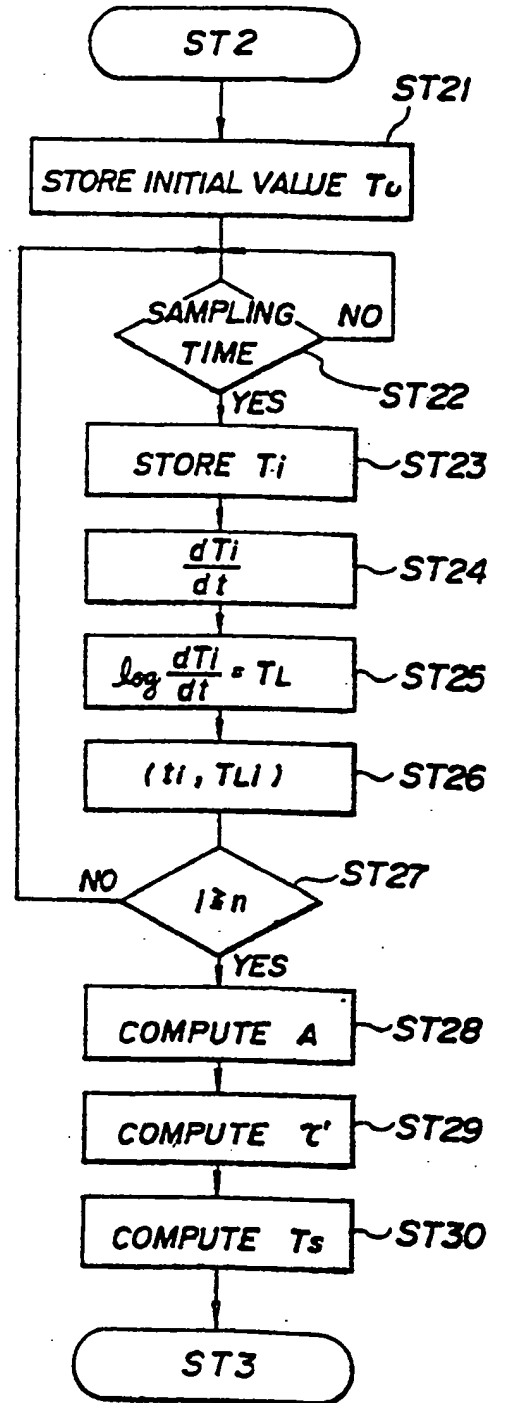 ST2
ST21
STORE INITIAL VALUE To
SAMPLING TIME
NO
ST22
YES
STORE Ti
ST23
dTi
dt
ST24
log dTi/dt = TL
ST25
(ti, TLi)
ST26
ST27
NO
i≧n
YES
COMPUTE A
ST28
COMPUTE τ'
ST29
COMPUTE Ts
ST30
ST3